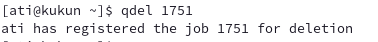 [ati@kukun ~]$ qdel 1751
ati has registered the job 1751 for deletion